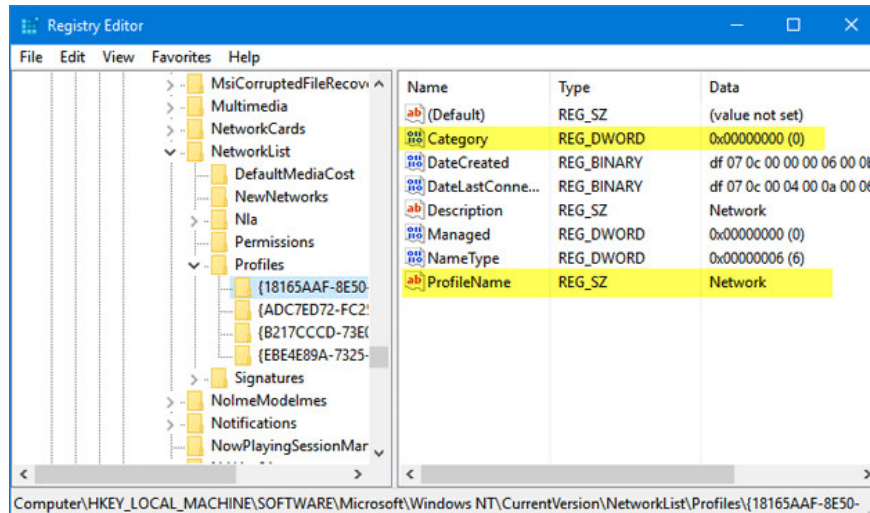 Registry Editor
File Edit View Favorites Help
MsiCorruptedFileRecov
Multimedia
NetworkCards
NetworkList
DefaultMediaCost
NewNetworks
Nla
Permissions
Profiles
{18165AAF-8E50-
{ADC7ED72-FC2
{B217CCCD-73E0
{EBE4E89A-7325-
Signatures
NoImeModeImes
Notifications
NowPlayingSessionMar
Name Type Data
(Default) REG_SZ (value not set)
Category REG_DWORD 0x00000000 (0)
DateCreated REG_BINARY df 07 0c 00 00 00 06 00 0b
DateLastConne... REG_BINARY df 07 0c 00 04 00 0a 00 06
Description REG_SZ Network
Managed REG_DWORD 0x00000000 (0)
NameType REG_DWORD 0x00000006 (6)
ProfileName REG_SZ Network
Computer\HKEY_LOCAL_MACHINE\SOFTWARE\Microsoft\Windows NT\CurrentVersion\NetworkList\Profiles\{18165AAF-8E50-